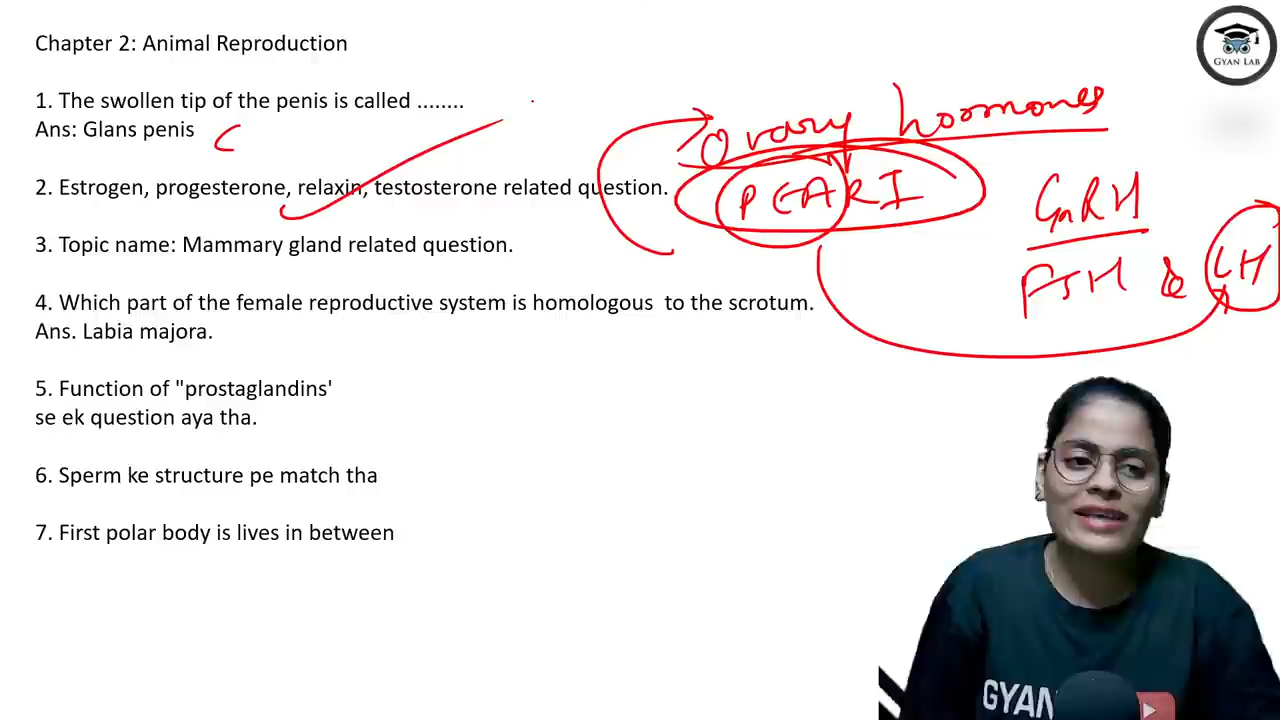 Chapter 2: Animal Reproduction
1. The swollen tip of the penis is called ........
Ans: Glans penis
2. Estrogen, progesterone, relaxin, testosterone related question.
3. Topic name: Mammary gland related question.
4. Which part of the female reproductive system is homologous to the scrotum.
Ans. Labia majora.
5. Function of "prostaglandins'
se ek question aya tha.
6. Sperm ke structure pe match tha
7. First polar body is lives in between
Ovary hormones
PEARI
GnRH
FSH & LH
GYAN LAB
GYAN